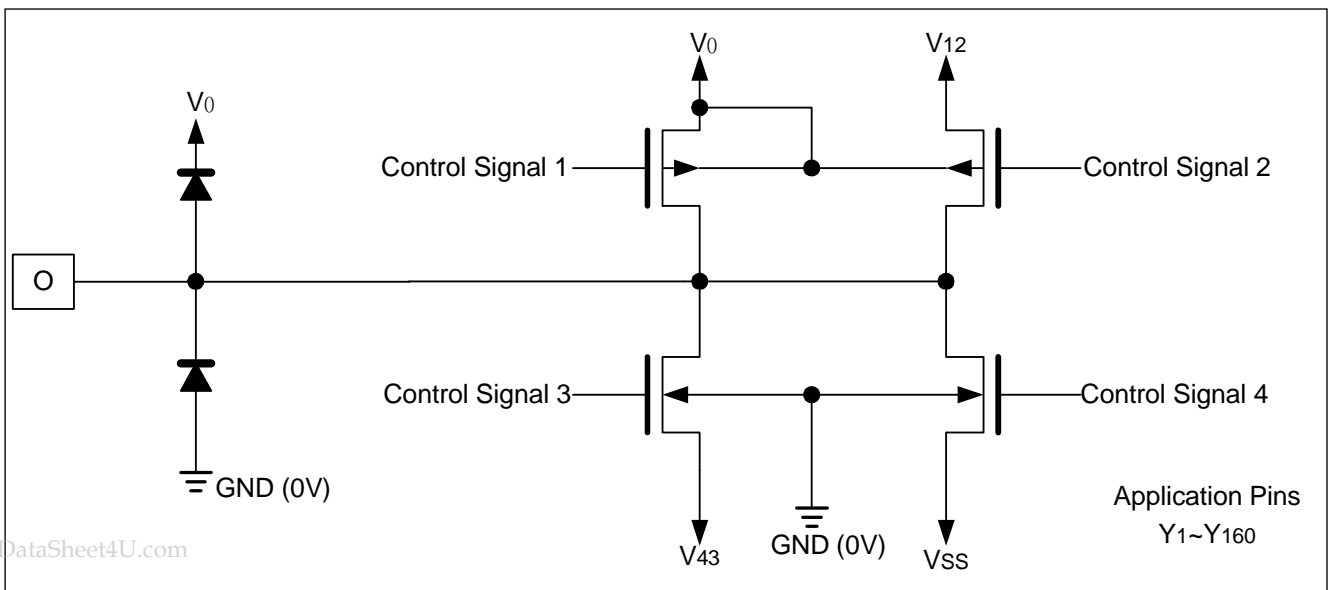 V0
V12
V0
Control Signal 1
Control Signal 2
O
Control Signal 3
Control Signal 4
GND (0V)
Application Pins
Y1~Y160
V43
GND (0V)
VSS
DataSheet4U.com